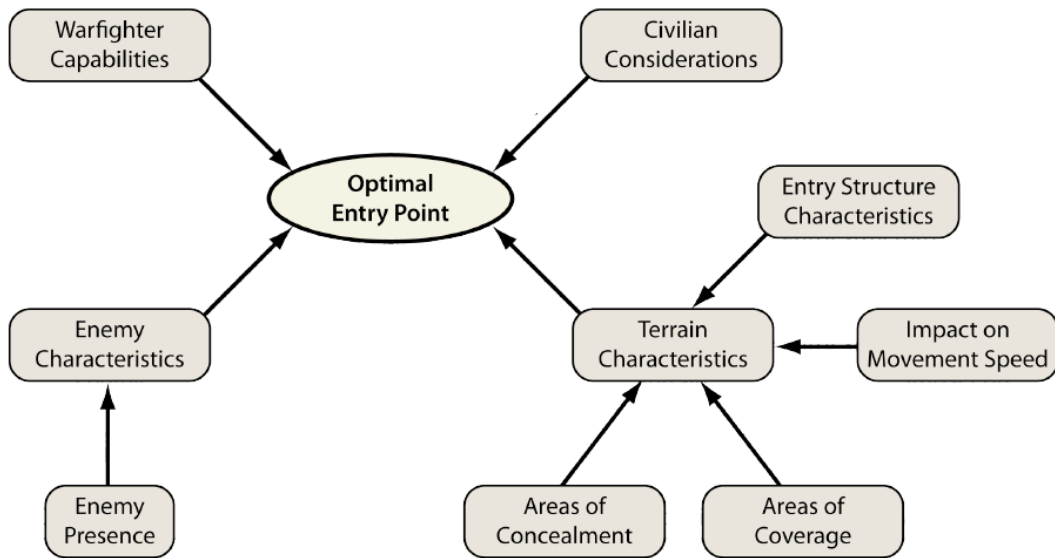 Warfighter
Capabilities
Civilian
Considerations
Optimal
Entry Point
Entry Structure
Characteristics
Enemy
Characteristics
Terrain
Characteristics
Impact on
Movement Speed
Enemy
Presence
Areas of
Concealment
Areas of
Coverage